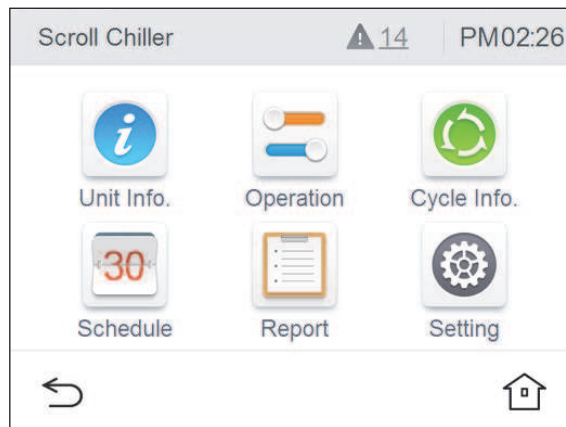 Scroll Chiller 14 PM02:26
Unit Info. Operation Cycle Info.
30
Schedule Report Setting